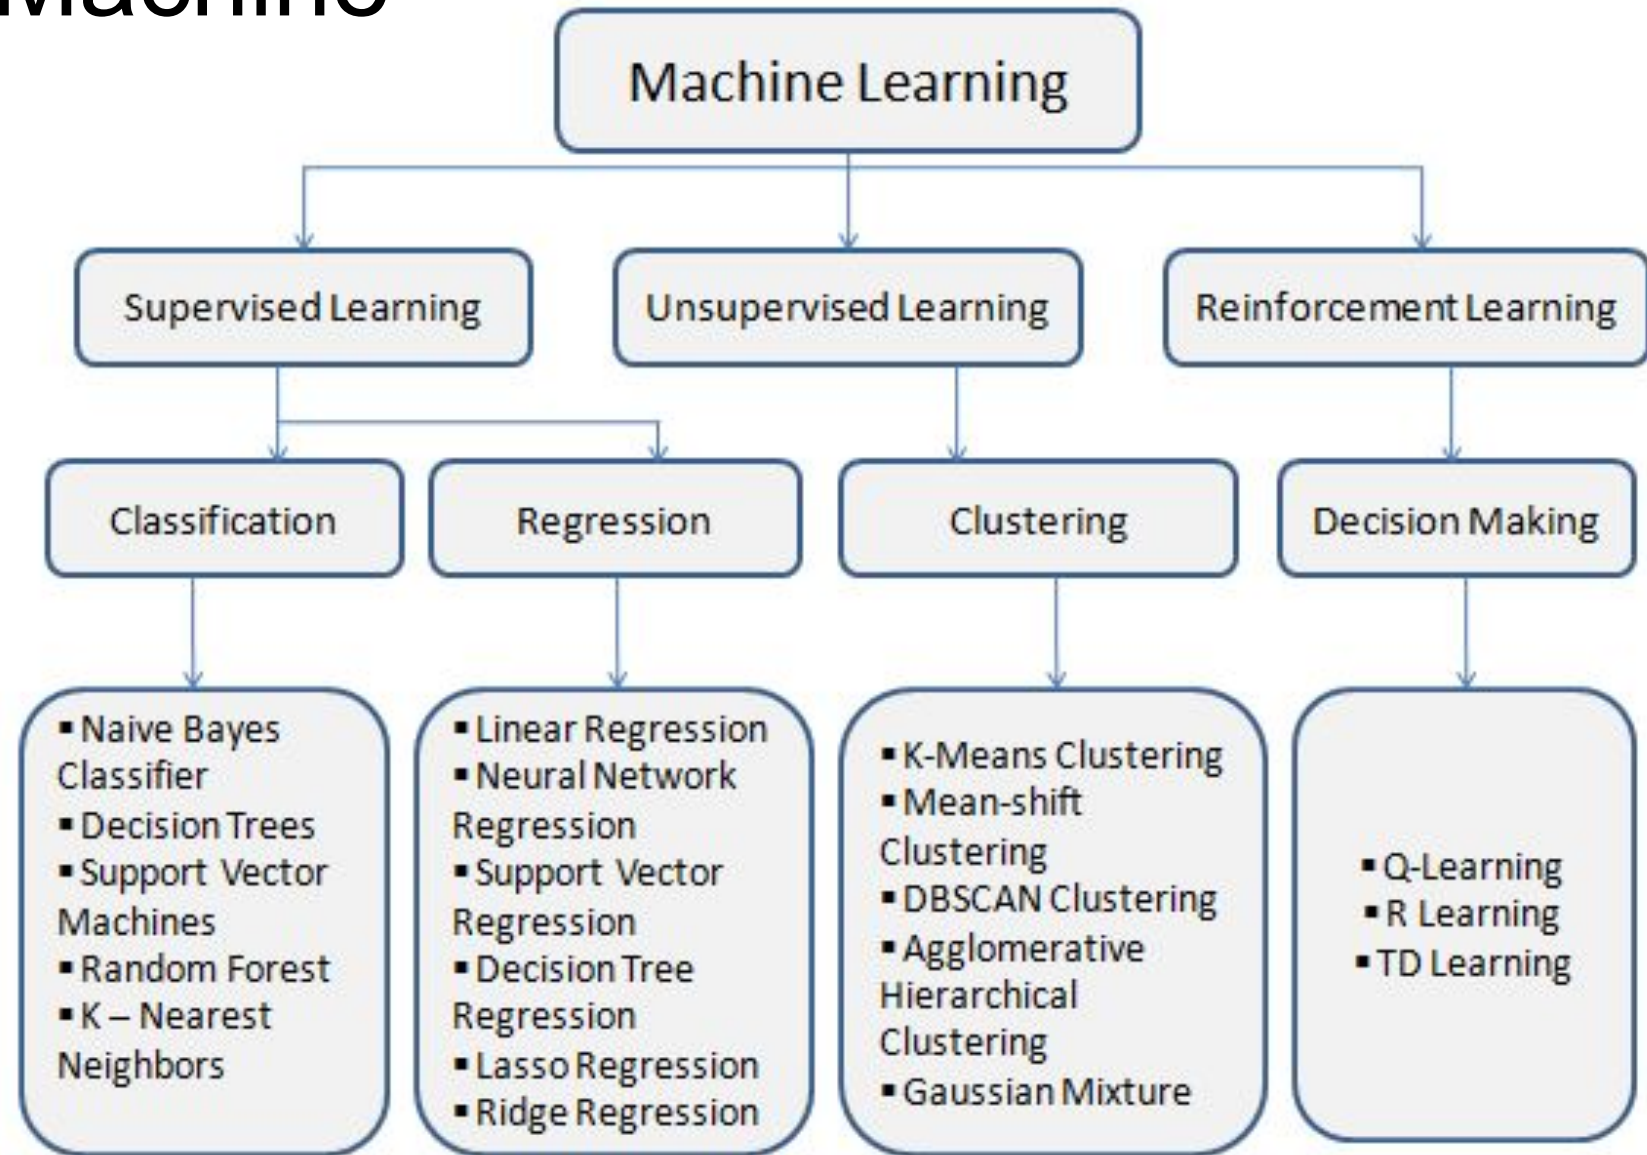 Machine
Machine Learning
Supervised Learning
Unsupervised Learning
Reinforcement Learning
Classification
Regression
Clustering
Decision Making
▪ Naive Bayes
Classifier
▪ Decision Trees
▪ Support Vector
Machines
▪ Random Forest
▪ K – Nearest
Neighbors
▪ Linear Regression
▪ Neural Network
Regression
▪ Support Vector
Regression
▪ Decision Tree
Regression
▪ Lasso Regression
▪ Ridge Regression
▪ K-Means Clustering
▪ Mean-shift
Clustering
▪ DBSCAN Clustering
▪ Agglomerative
Hierarchical
Clustering
▪ Gaussian Mixture
▪ Q-Learning
▪ R Learning
▪ TD Learning